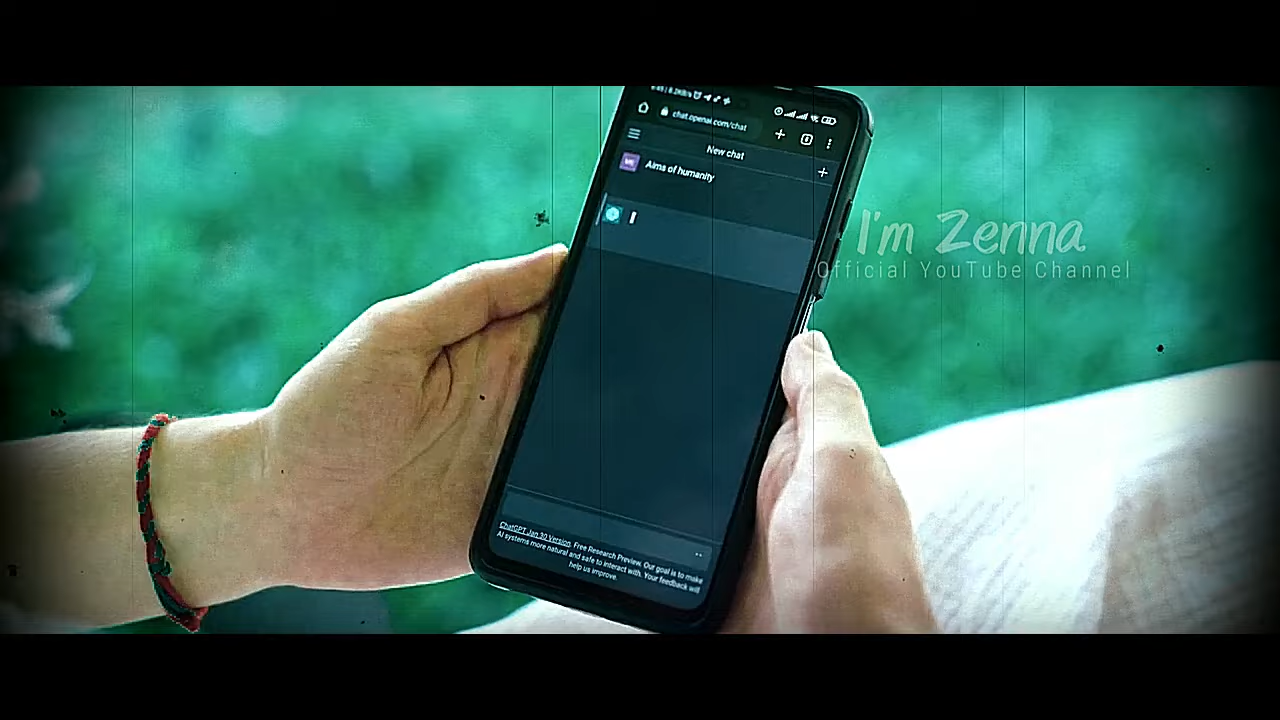 chat.openai.com/chat
New chat
Aims of humanity
I'm Zenna
Official YouTube Channel
ChatGPT Jan 30 Version. Free Research Preview. Our goal is to make
AI systems more natural and safe to interact with. Your feedback will
help us improve.